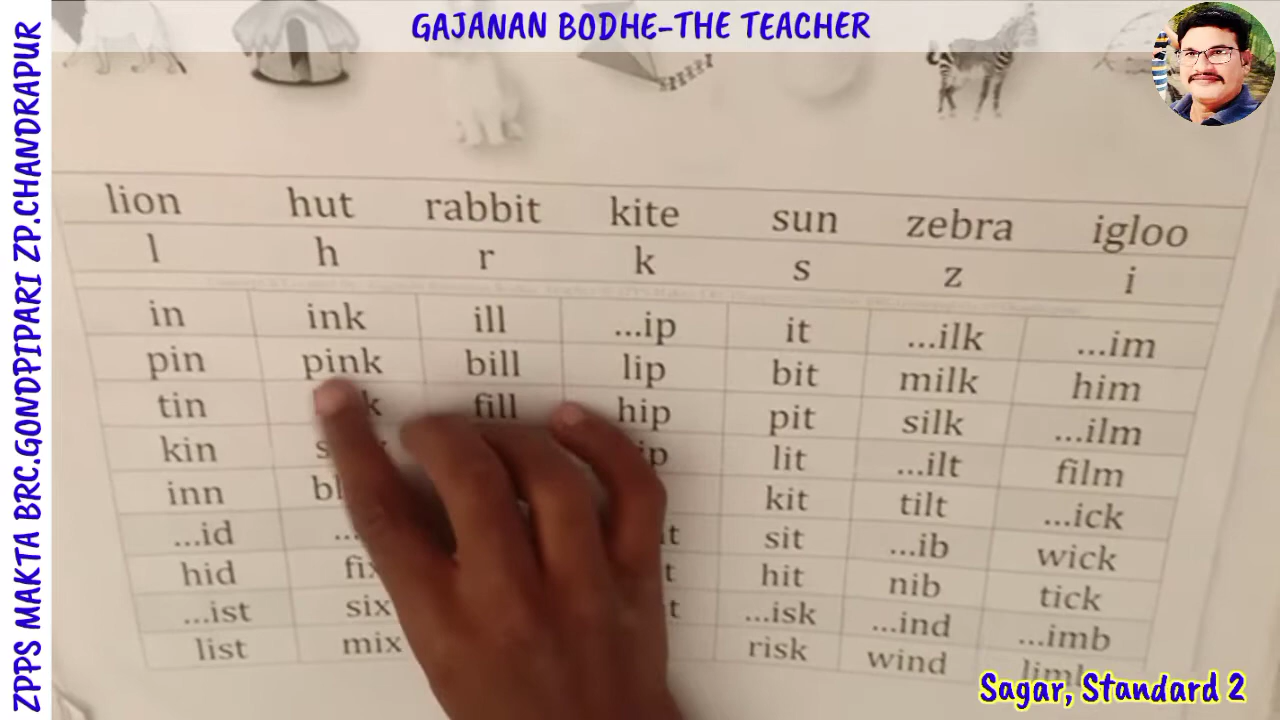 GAJANAN BODHE-THE TEACHER
ZPPS MAKTA BRC.GONDPIPARI ZP.CHANDRAPUR
lion hut rabbit kite sun zebra igloo
l h r k s z i
in ink ill ...ip it ...ilk ...im
pin pink bill lip bit milk him
tin fill hip pit silk ...ilm
kin lit ...ilt film
inn kit tilt ...ick
...id sit ...ib wick
hid hit nib tick
...ist six ...isk ...ind ...imb
list mix risk wind
Sagar, Standard 2